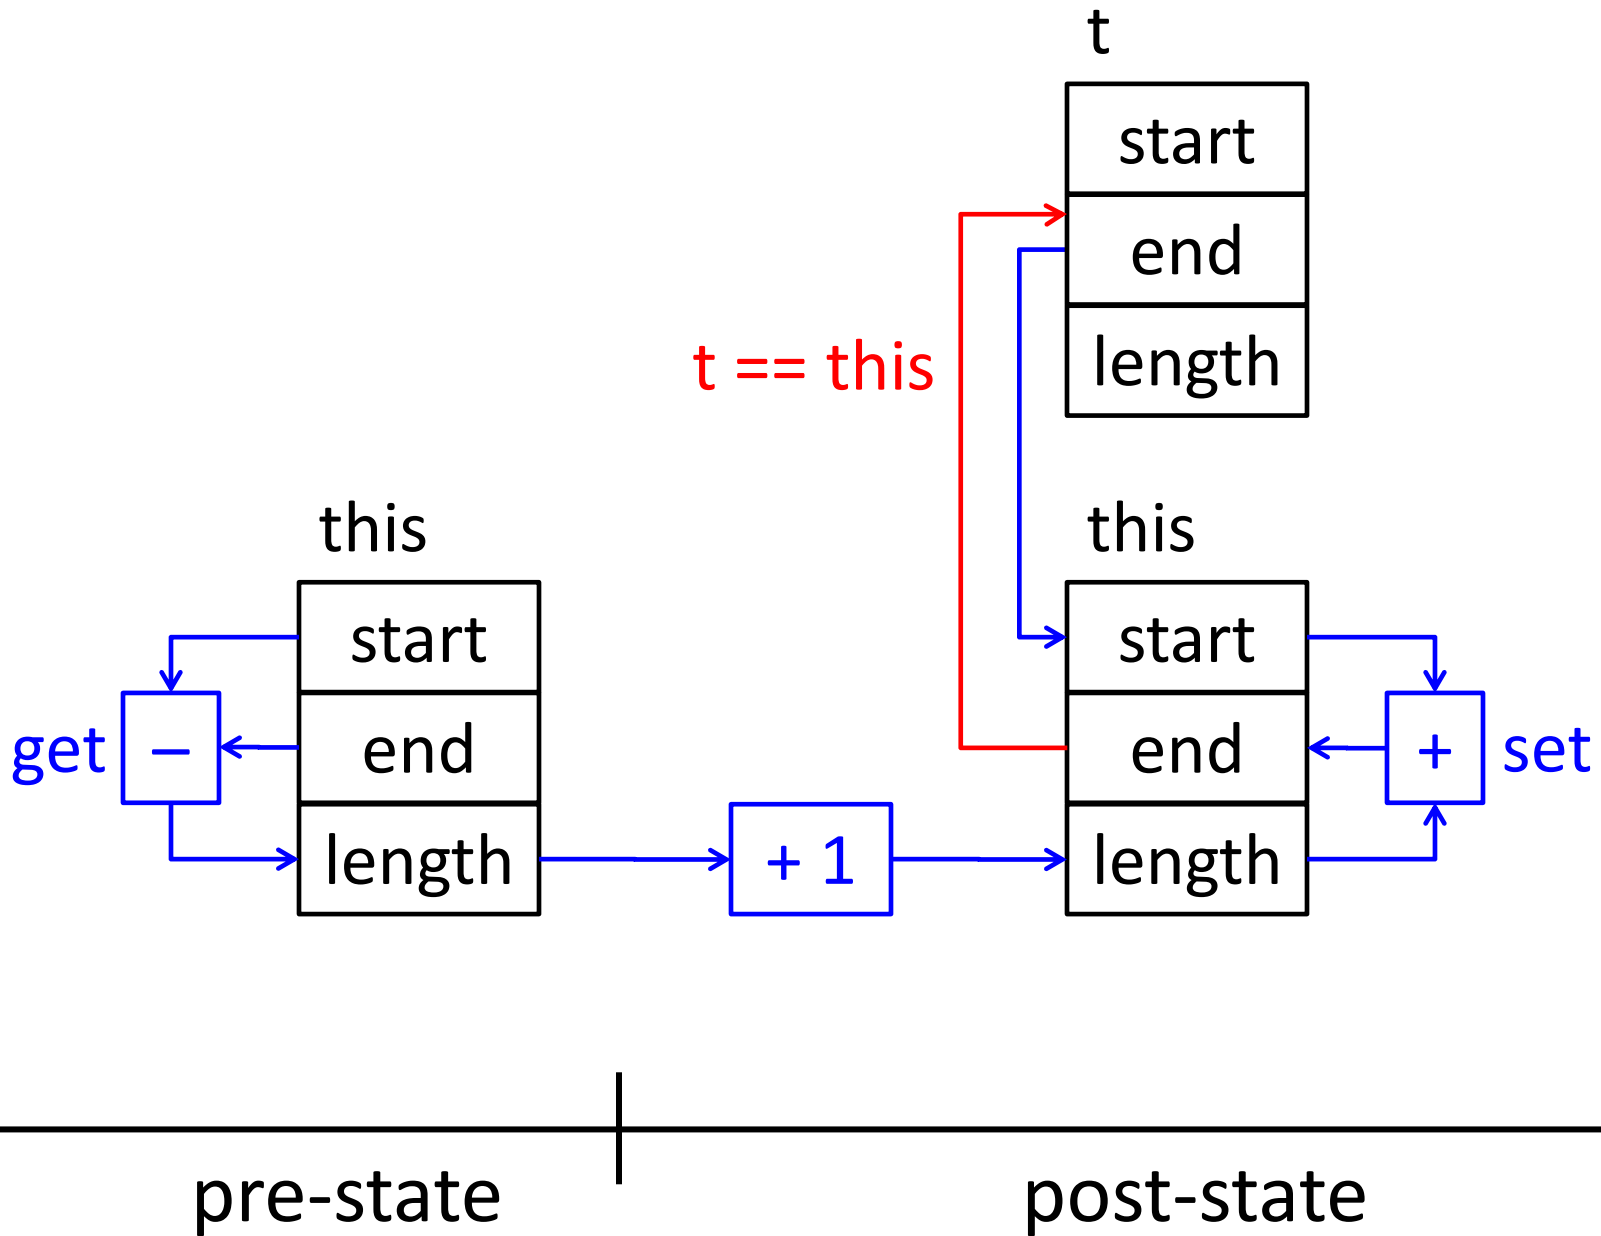 t
start
end
t == this
length
this
this
start
start
get
−
end
end
+
set
length
+ 1
length
pre-state
post-state